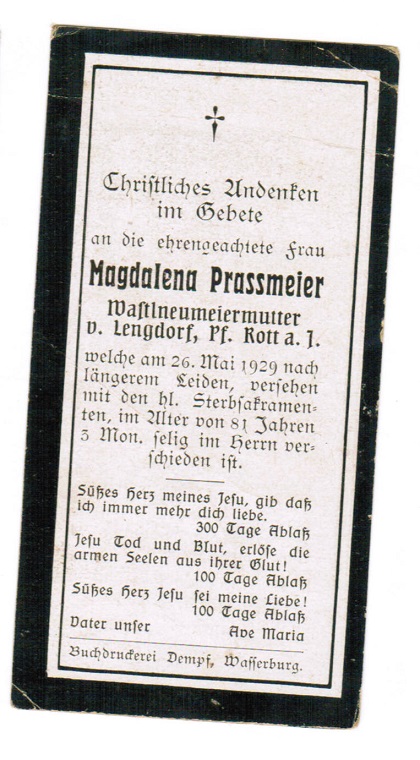 Christliches Andenken
im Gebete
an die ehrengeachtete Frau
Magdalena Prassmeier
Wastlneumeiermutter
v. Lengdorf, Pf. Rott a. I.
welche am 26. Mai 1929 nach
längerem Leiden, versehen
mit den hl. Sterbsakramen-
ten, im Alter von 81 Jahren
3 Mon. selig im Herrn ver-
schieden ist.
Süßes Herz meines Jesu, gib daß
ich immer mehr dich liebe.
300 Tage Ablaß
Jesu Tod und Blut, erlöse die
armen Seelen aus ihrer Glut!
100 Tage Ablaß
Süßes Herz Jesu sei meine Liebe!
100 Tage Ablaß
Vater unser Ave Maria
Buchdruckerei Dempf, Wasserburg.